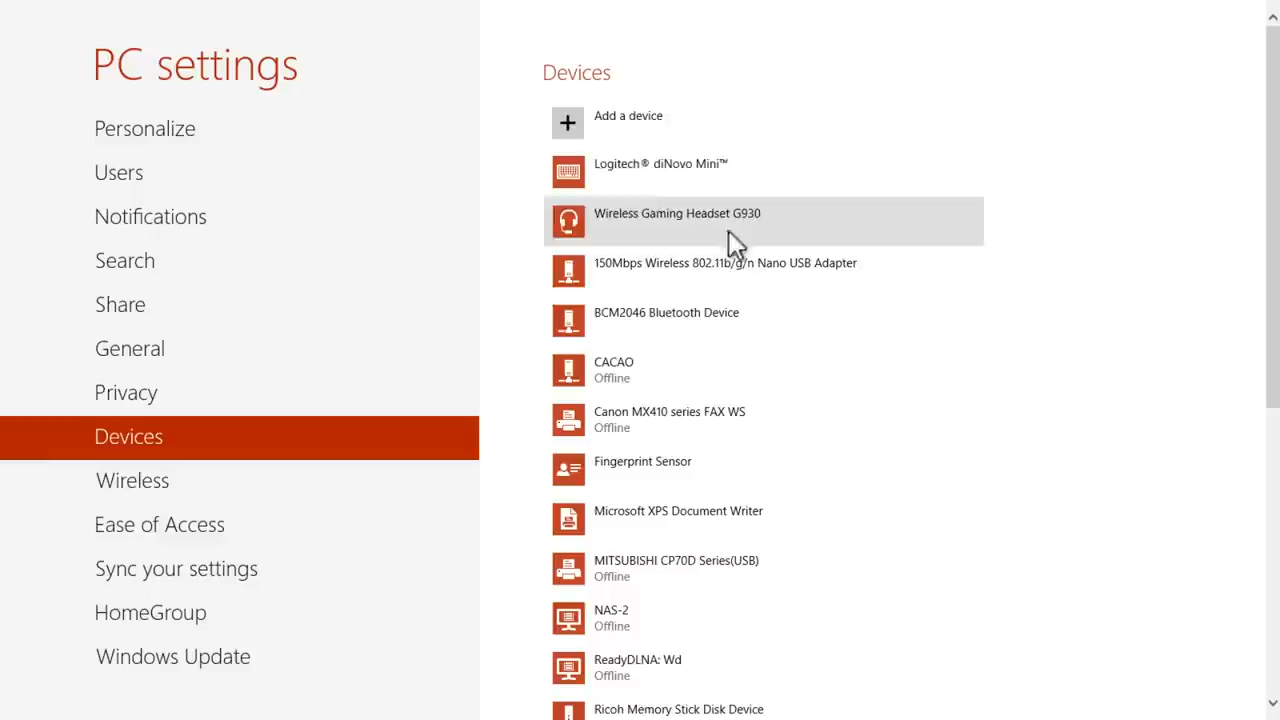 PC settings
Personalize
Users
Notifications
Search
Share
General
Privacy
Devices
Wireless
Ease of Access
Sync your settings
HomeGroup
Windows Update
Devices
Add a device
Logitech® diNovo Mini™
Wireless Gaming Headset G930
150Mbps Wireless 802.11b/g/n Nano USB Adapter
BCM2046 Bluetooth Device
CACAO
Offline
Canon MX410 series FAX WS
Offline
Fingerprint Sensor
Microsoft XPS Document Writer
MITSUBISHI CP70D Series(USB)
Offline
NAS-2
Offline
ReadyDLNA: Wd
Offline
Ricoh Memory Stick Disk Device